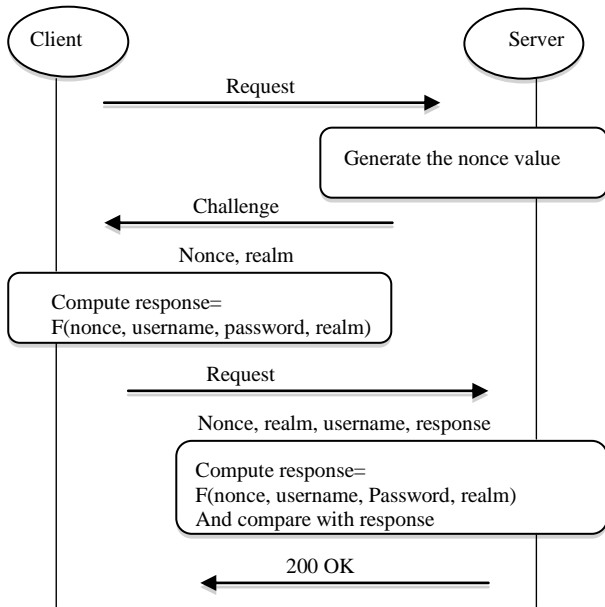 Client
Server
Request
Generate the nonce value
Challenge
Nonce, realm
Compute response=
F(nonce, username, password, realm)
Request
Nonce, realm, username, response
Compute response=
F(nonce, username, Password, realm)
And compare with response
200 OK